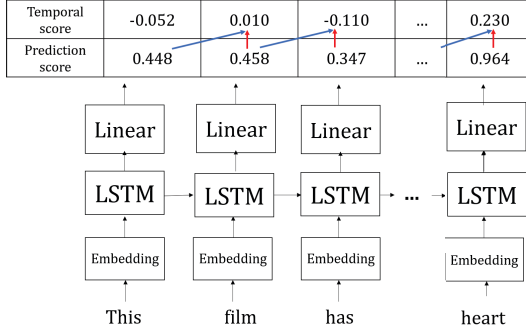 Temporal score -0.052 0.010 -0.110 ... 0.230
Prediction score 0.448 0.458 0.347 ... 0.964
Linear Linear Linear Linear
LSTM LSTM LSTM ... LSTM
Embedding Embedding Embedding Embedding
This film has heart